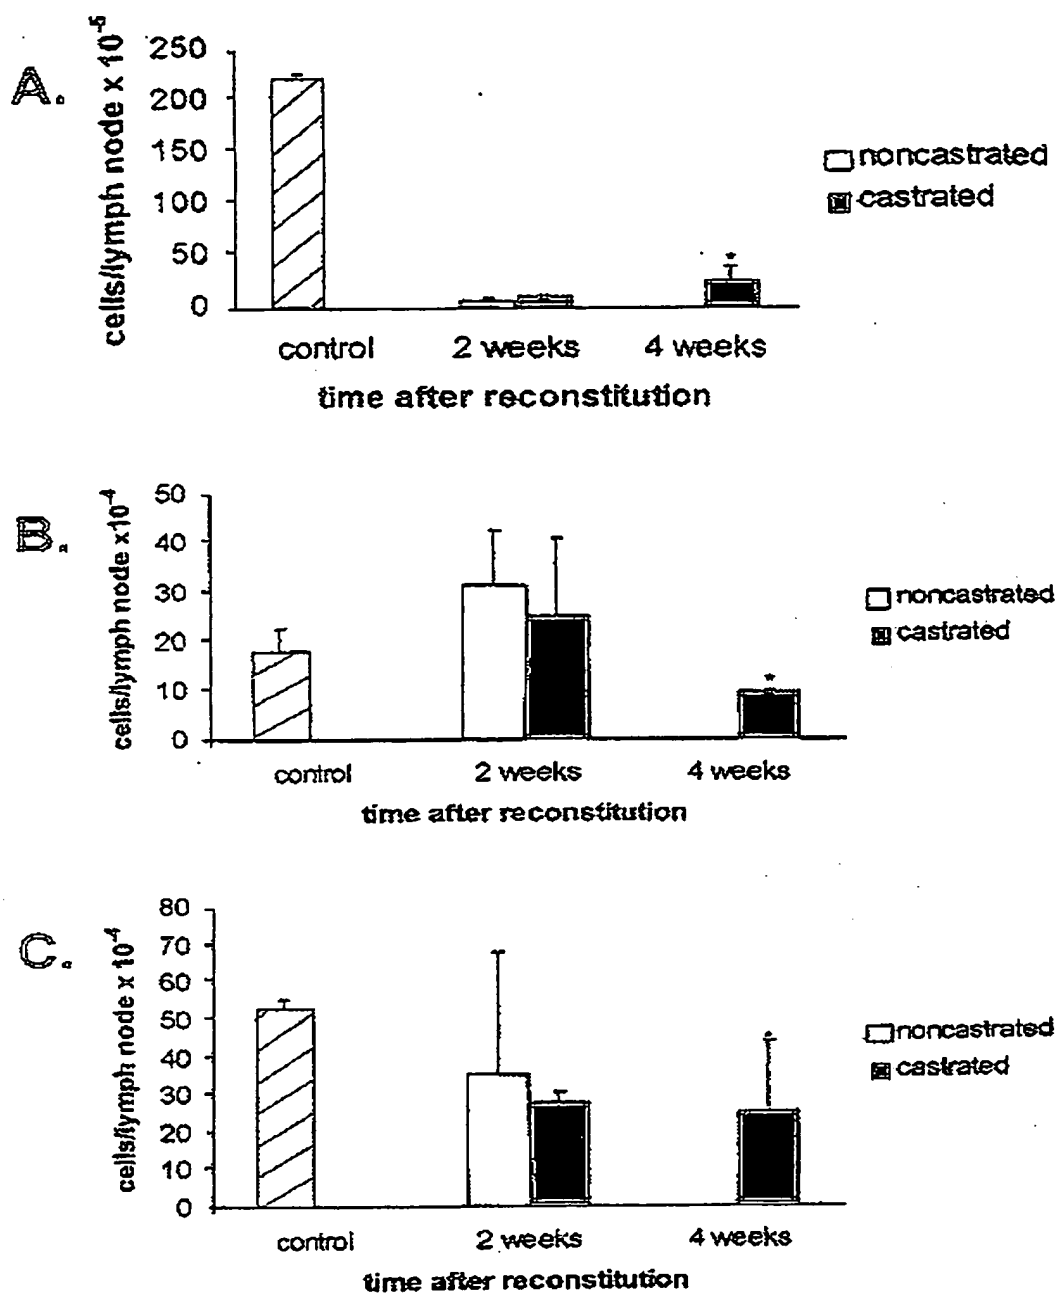 A.
cells/lymph node x 10-5
250
200
150
100
50
0
*
noncastrated
castrated
control 2 weeks 4 weeks
time after reconstitution
B.
cells/lymph node x10-4
50
40
30
20
10
0
*
noncastrated
castrated
control 2 weeks 4 weeks
time after reconstitution
C.
cells/lymph node x 10-4
80
70
60
50
40
30
20
10
0
*
noncastrated
castrated
control 2 weeks 4 weeks
time after reconstitution